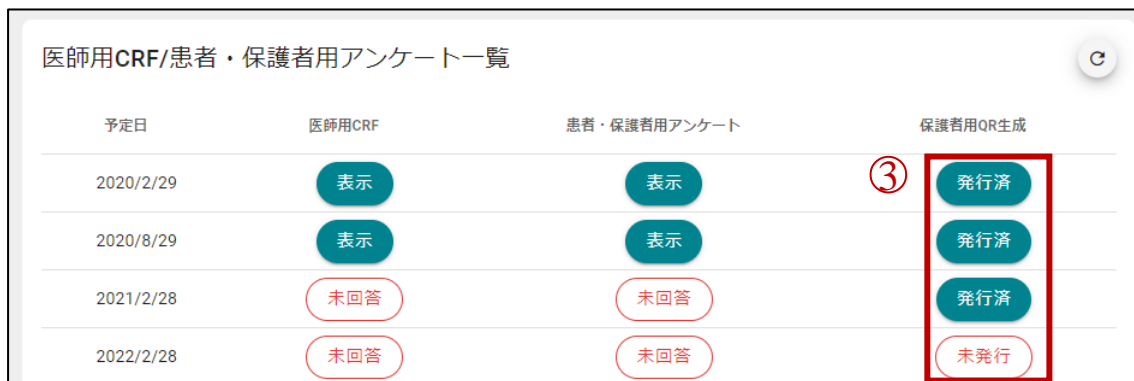 医師用CRF/患者・保護者用アンケート一覧
予定日 医師用CRF 患者・保護者用アンケート 保護者用QR生成
2020/2/29 表示 表示 ③ 発行済
2020/8/29 表示 表示 発行済
2021/2/28 未回答 未回答 発行済
2022/2/28 未回答 未回答 未発行